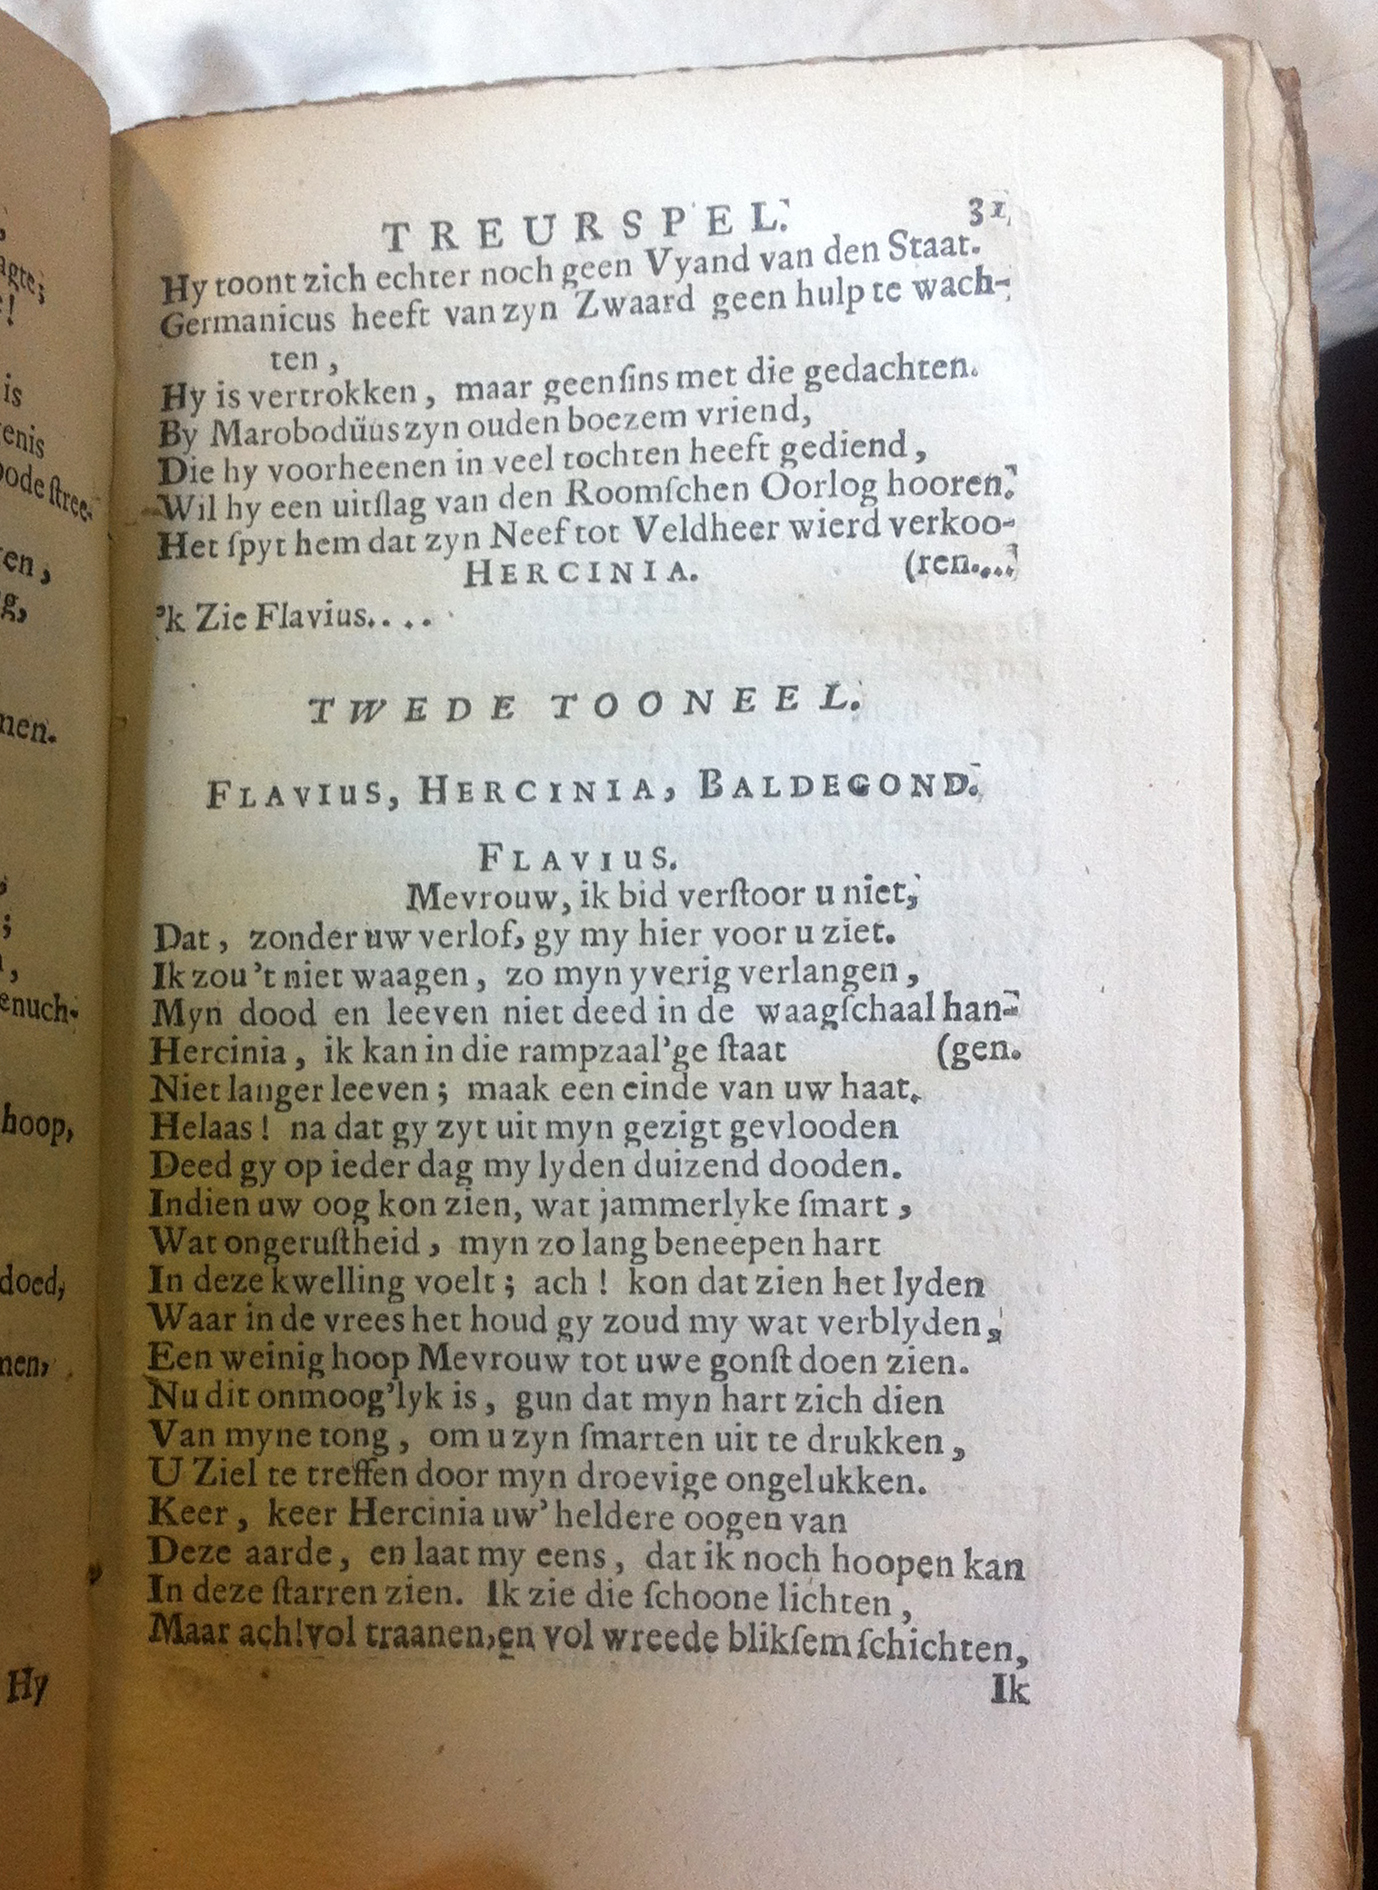 TREURSPEL. 31
Hy toont zich echter noch geen Vyand van den Staat.
Germanicus heeft van zyn Zwaard geen hulp te wach-
ten,
Hy is vertrokken, maar geenſins met die gedachten.
By Marobodüus zyn ouden boezem vriend,
Die hy voorheenen in veel tochten heeft gediend,
Wil hy een uitſlag van den Roomſchen Oorlog hooren.
Het ſpyt hem dat zyn Neef tot Veldheer wierd verkoo-
HERCINIA. (ren....
'k Zie Flavius....
TWEDE TOONEEL.
FLAVIUS, HERCINIA, BALDEGOND.
FLAVIUS.
Mevrouw, ik bid verſtoor u niet,
Dat, zonder uw verlof, gy my hier voor u ziet.
Ik zou 't niet waagen, zo myn yverig verlangen,
Myn dood en leeven niet deed in de waagſchaal han-
Hercinia, ik kan in die rampzaal'ge ſtaat (gen.
Niet langer leeven; maak een einde van uw haat.
Helaas! na dat gy zyt uit myn gezigt gevlooden
Deed gy op ieder dag my lyden duizend dooden.
Indien uw oog kon zien, wat jammerlyke ſmart,
Wat ongeruſtheid, myn zo lang beneepen hart
In deze kwelling voelt; ach! kon dat zien het lyden
Waar in de vrees het houd gy zoud my wat verblyden,
Een weinig hoop Mevrouw tot uwe gonſt doen zien.
Nu dit onmoog'lyk is, gun dat myn hart zich dien
Van myne tong, om u zyn ſmarten uit te drukken,
U Ziel te treffen door myn droevige ongelukken.
Keer, keer Hercinia uw' heldere oogen van
Deze aarde, en laat my eens, dat ik noch hoopen kan
In deze ſtarren zien. Ik zie die ſchoone lichten,
Maar ach! vol traanen, en vol wreede blikſem ſchichten,
Ik
agte;
!
is
enis
ode ſtree-
en,
g,
nen.
;
enuch-
hoop,
doed,
nen,
Hy